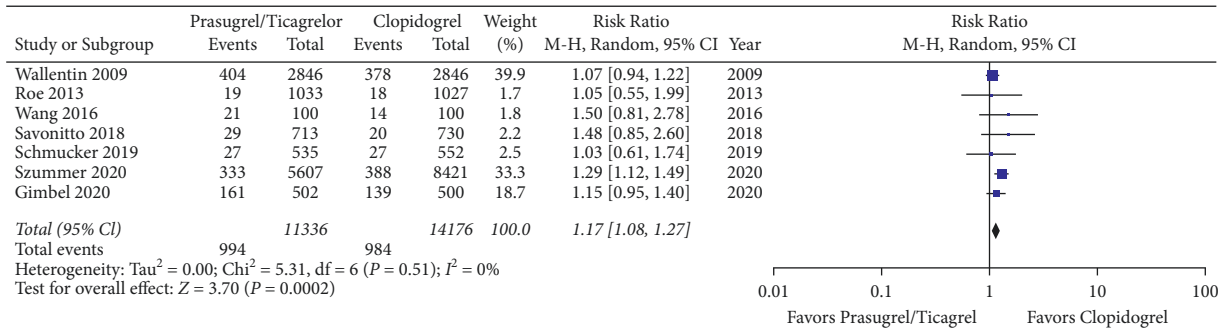 Prasugrel/Ticagrelor Clopidogrel Weight Risk Ratio Risk Ratio
Study or Subgroup Events Total Events Total (%) M-H, Random, 95% CI Year M-H, Random, 95% CI
Wallentin 2009 404 2846 378 2846 39.9 1.07 [0.94, 1.22] 2009
Roe 2013 19 1033 18 1027 1.7 1.05 [0.55, 1.99] 2013
Wang 2016 21 100 14 100 1.8 1.50 [0.81, 2.78] 2016
Savonitto 2018 29 713 20 730 2.2 1.48 [0.85, 2.60] 2018
Schmucker 2019 27 535 27 552 2.5 1.03 [0.61, 1.74] 2019
Szummer 2020 333 5607 388 8421 33.3 1.29 [1.12, 1.49] 2020
Gimbel 2020 161 502 139 500 18.7 1.15 [0.95, 1.40] 2020
Total (95% Cl) 11336 14176 100.0 1.17 [1.08, 1.27]
Total events 994 984
Heterogeneity: Tau² = 0.00; Chi² = 5.31, df = 6 (P = 0.51); I² = 0%
Test for overall effect: Z = 3.70 (P = 0.0002)
0.01 0.1 1 10 100
Favors Prasugrel/Ticagrel Favors Clopidogrel